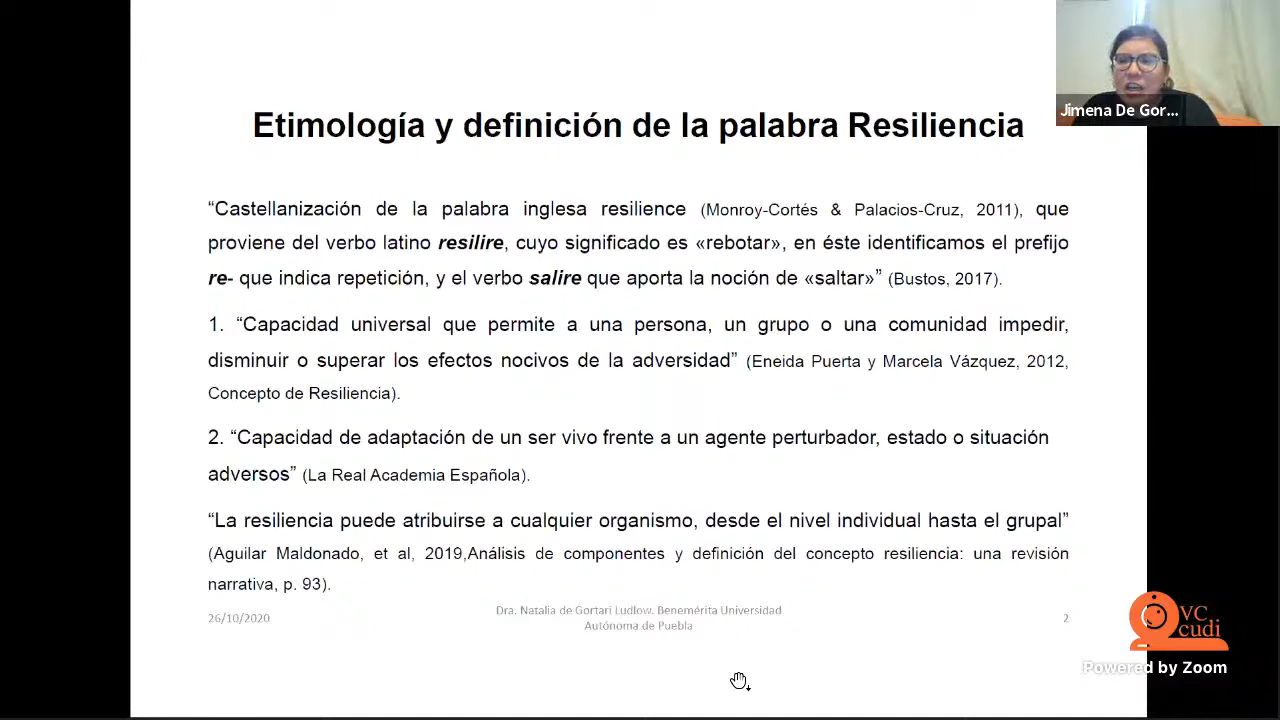 Etimología y definición de la palabra Resiliencia
Jimena De Gor...
“Castellanización de la palabra inglesa resilience (Monroy-Cortés & Palacios-Cruz, 2011), que
proviene del verbo latino resilire, cuyo significado es «rebotar», en éste identificamos el prefijo
re- que indica repetición, y el verbo salire que aporta la noción de «saltar»” (Bustos, 2017).
1. “Capacidad universal que permite a una persona, un grupo o una comunidad impedir,
disminuir o superar los efectos nocivos de la adversidad” (Eneida Puerta y Marcela Vázquez, 2012,
Concepto de Resiliencia).
2. “Capacidad de adaptación de un ser vivo frente a un agente perturbador, estado o situación
adversos” (La Real Academia Española).
“La resiliencia puede atribuirse a cualquier organismo, desde el nivel individual hasta el grupal”
(Aguilar Maldonado, et al, 2019,Análisis de componentes y definición del concepto resiliencia: una revisión
narrativa, p. 93).
26/10/2020
Dra. Natalia de Gortari Ludlow. Benemérita Universidad
Autónoma de Puebla
2
VC
cudi
Powered by Zoom